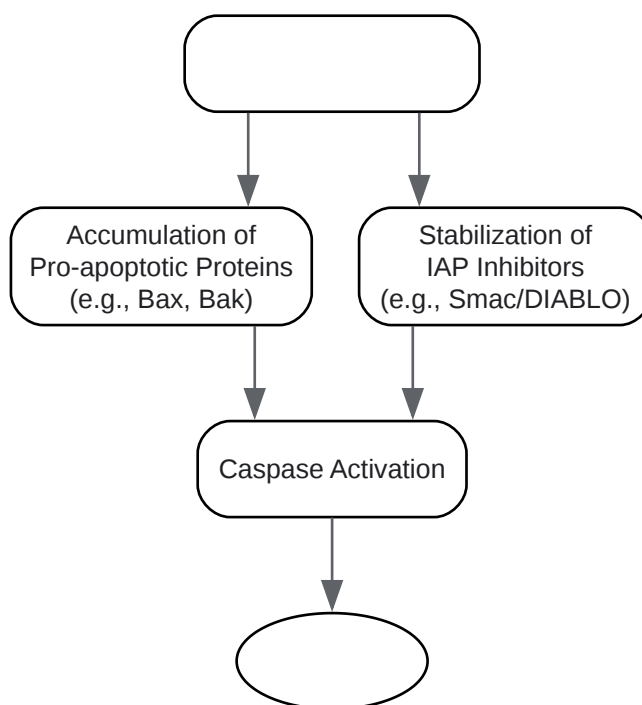 Accumulation of
Pro-apoptotic Proteins
(e.g., Bax, Bak)
Stabilization of
IAP Inhibitors
(e.g., Smac/DIABLO)
Caspase Activation